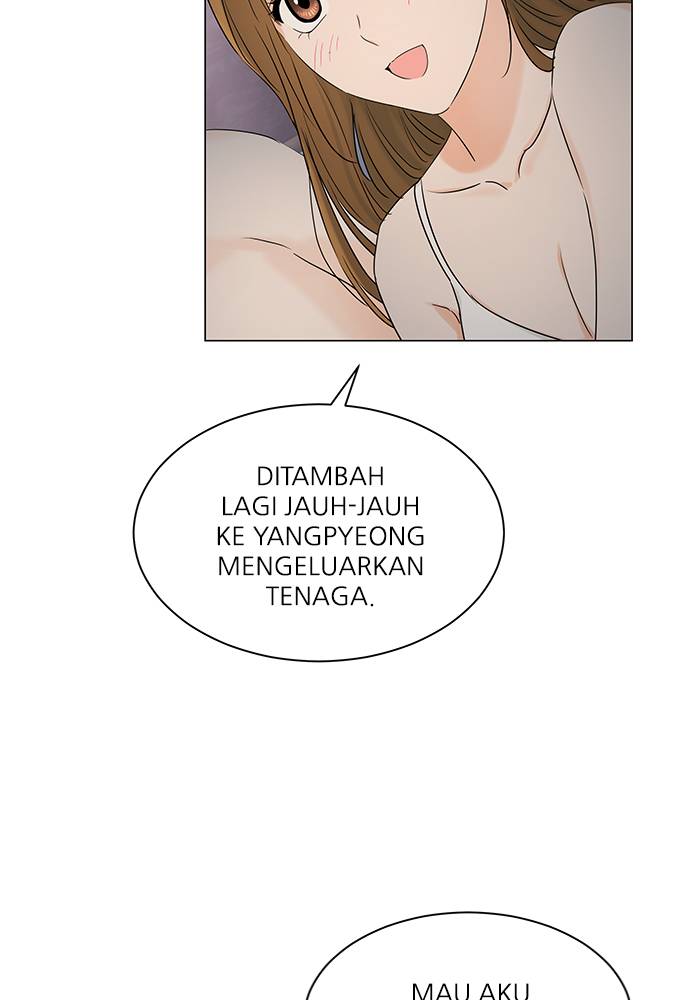 DITAMBAH
LAGI JAUH-JAUH
KE YANGPYEONG
MENGELUARKAN
TENAGA.
MAU AKU